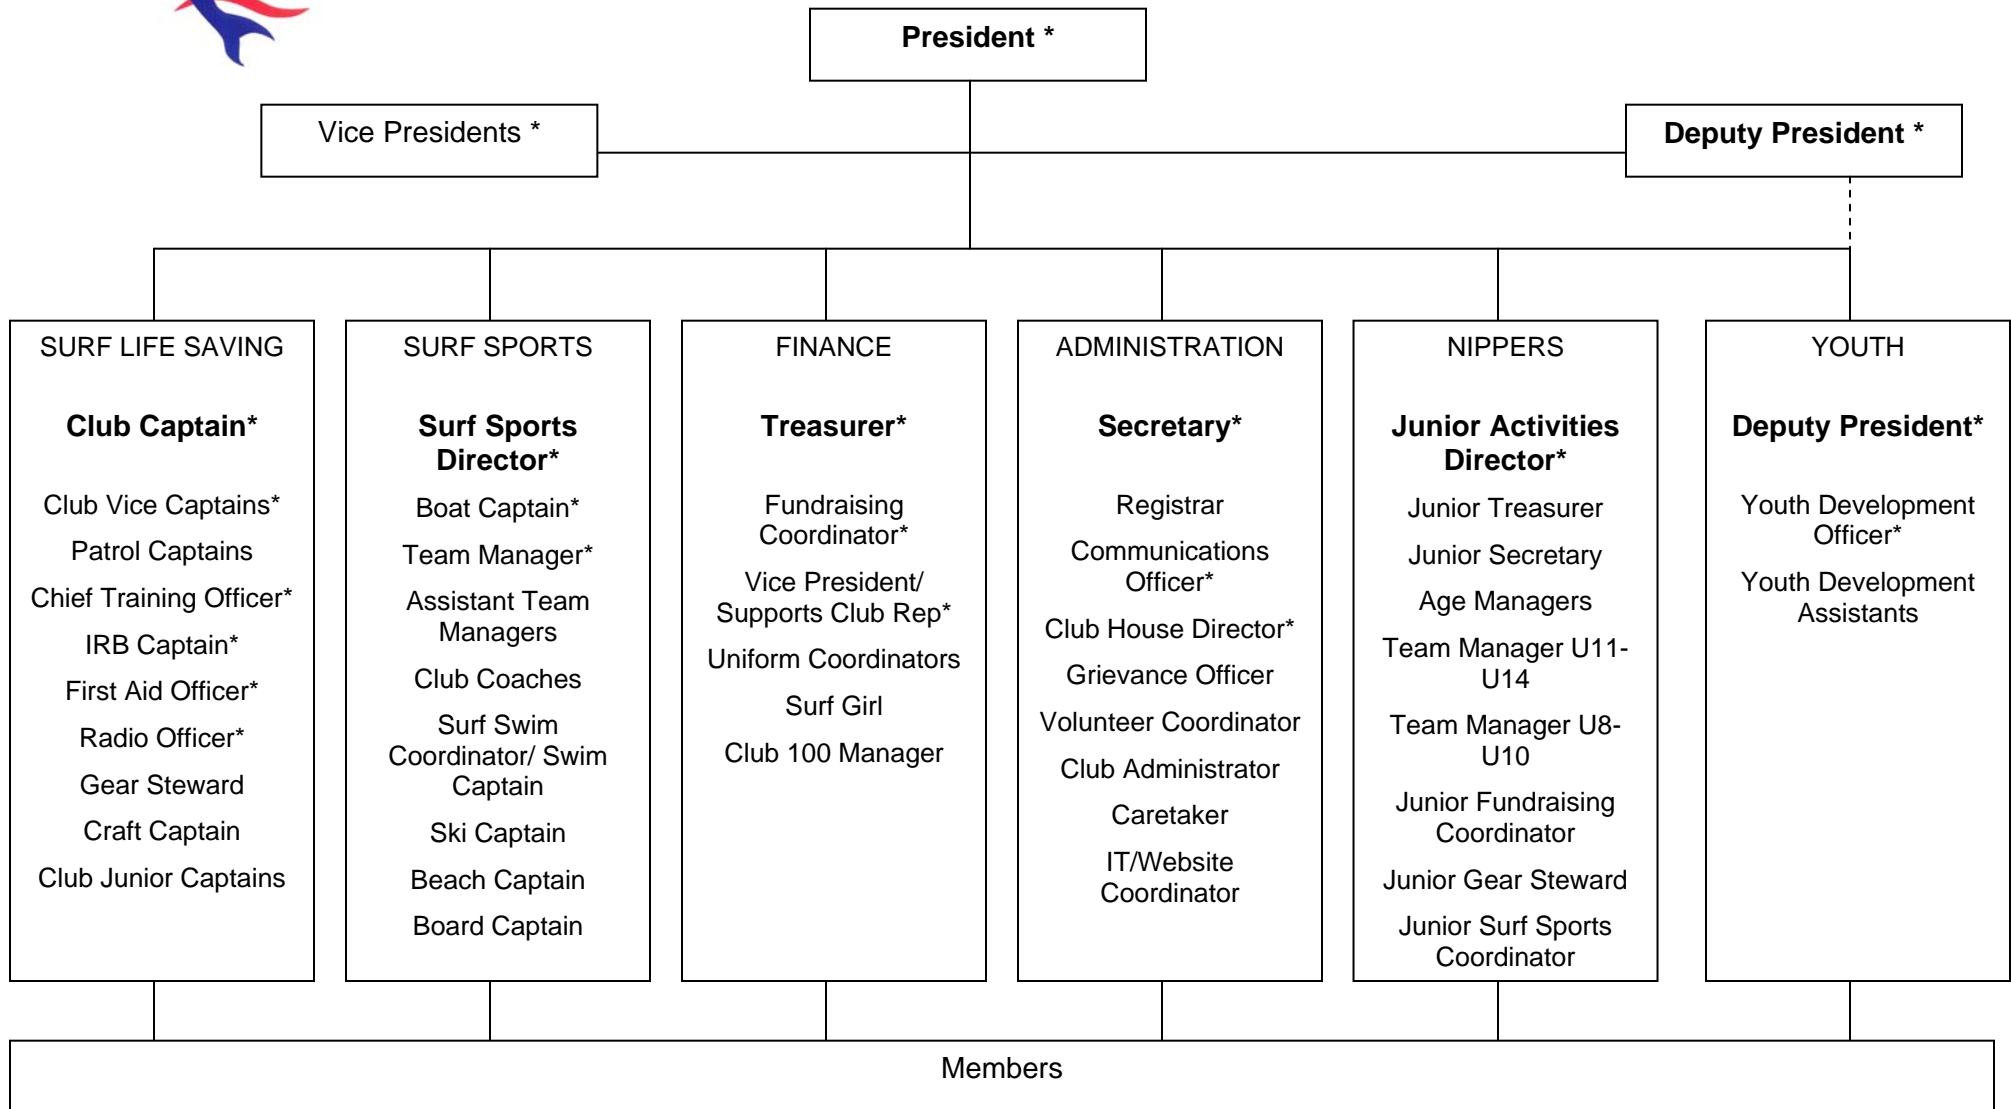 President *
Vice Presidents *
Deputy President *
SURF LIFE SAVING
Club Captain*
Club Vice Captains*
Patrol Captains
Chief Training Officer*
IRB Captain*
First Aid Officer*
Radio Officer*
Gear Steward
Craft Captain
Club Junior Captains
SURF SPORTS
Surf Sports
Director*
Boat Captain*
Team Manager*
Assistant Team
Managers
Club Coaches
Surf Swim
Coordinator/ Swim
Captain
Ski Captain
Beach Captain
Board Captain
FINANCE
Treasurer*
Fundraising
Coordinator*
Vice President/
Supports Club Rep*
Uniform Coordinators
Surf Girl
Club 100 Manager
ADMINISTRATION
Secretary*
Registrar
Communications
Officer*
Club House Director*
Grievance Officer
Volunteer Coordinator
Club Administrator
Caretaker
IT/Website
Coordinator
NIPPERS
Junior Activities
Director*
Junior Treasurer
Junior Secretary
Age Managers
Team Manager U11-
U14
Team Manager U8-
U10
Junior Fundraising
Coordinator
Junior Gear Steward
Junior Surf Sports
Coordinator
YOUTH
Deputy President*
Youth Development
Officer*
Youth Development
Assistants
Members